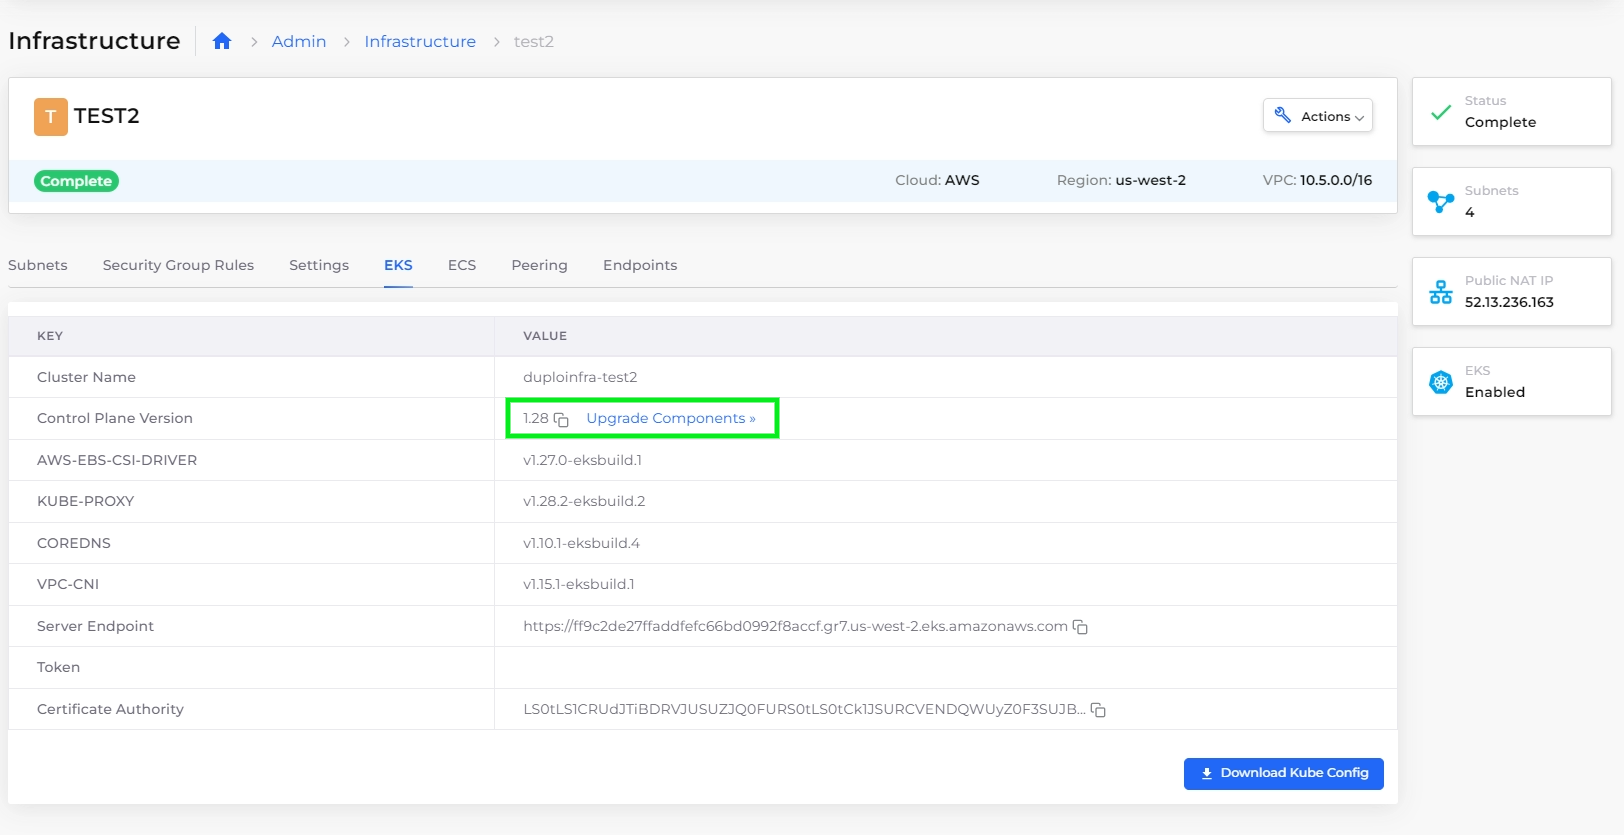 Infrastructure > Admin > Infrastructure > test2
T TEST2
Actions
Complete Cloud: AWS Region: us-west-2 VPC: 10.5.0.0/16
Subnets Security Group Rules Settings EKS ECS Peering Endpoints
KEY VALUE
Cluster Name duploinfra-test2
Control Plane Version 1.28 Upgrade Components »
AWS-EBS-CSI-DRIVER v1.27.0-eksbuild.1
KUBE-PROXY v1.28.2-eksbuild.2
COREDNS v1.10.1-eksbuild.4
VPC-CNI v1.15.1-eksbuild.1
Server Endpoint https://ff9c2de27ffaddfefc66bd0992f8accf.gr7.us-west-2.eks.amazonaws.com
Token
Certificate Authority LS0tLS1CRUdJTiBDRVJUSUZJQ0FURS0tLS0tCk1JSURCVENDQWUyZ0F3SUJB...
Download Kube Config
Status
Complete
Subnets
4
Public NAT IP
52.13.236.163
EKS
Enabled